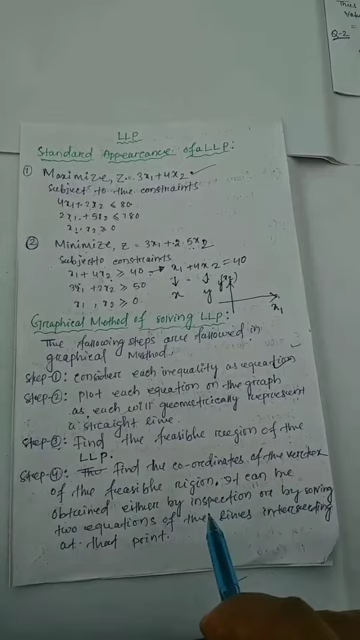 Q-2
LLP
Standard Appearance of a LLP:
① Maximize, Z = 3x1 + 4x2
Subject to the constraints
4x1 + 2x2 ≤ 80
2x1 + 5x2 ≤ 180
x1, x2 ≥ 0
② Minimize, Z = 3x1 + 2.5x2
Subject to constraints
x1 + 4x2 ≥ 40 → x1 + 4x2 = 40
3x1 + 2x2 ≥ 50
x y
x1, x2 ≥ 0
x1
Graphical Method of solving LLP:
The following steps are followed in
graphical Method.
Step-①: consider each inequality as equation
Step-②: plot each equation on the graph
as each will geometrically represent
a straight line.
Step-③: find the feasible region of the
LLP.
Step-④: find the co-ordinates of the vertex
of the feasible rigion. It can be
obtained either by inspection or by solving
two equations of the lines intersecting
at that point.